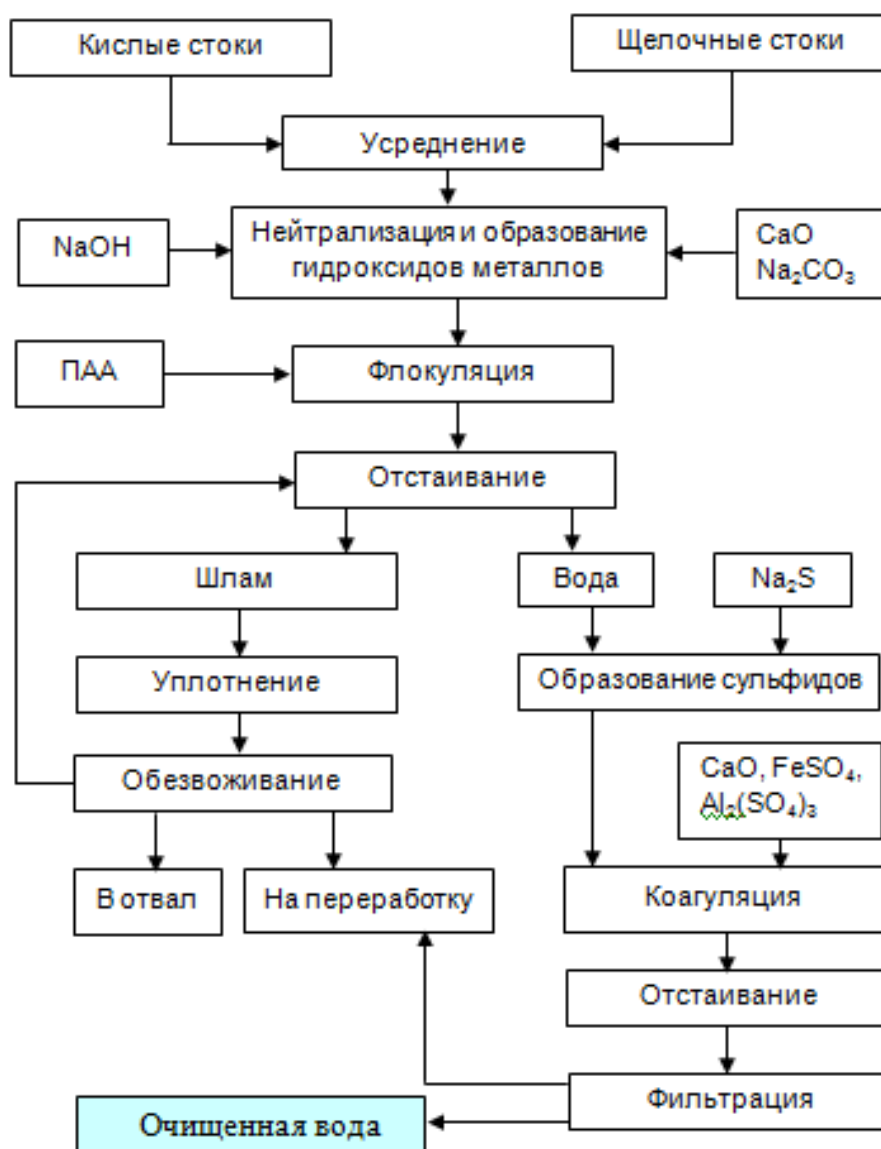 Кислые стоки
Щелочные стоки
Усреднение
NaOH
Нейтрализация и образование
гидроксидов металлов
CaO
Na₂CO₃
ПАА
Флокуляция
Отстаивание
Шлам
Вода
Na₂S
Уплотнение
Образование сульфидов
Обезвоживание
CaO, FeSO₄,
Al₂(SO₄)₃
В отвал
На переработку
Коагуляция
Отстаивание
Фильтрация
Очищенная вода